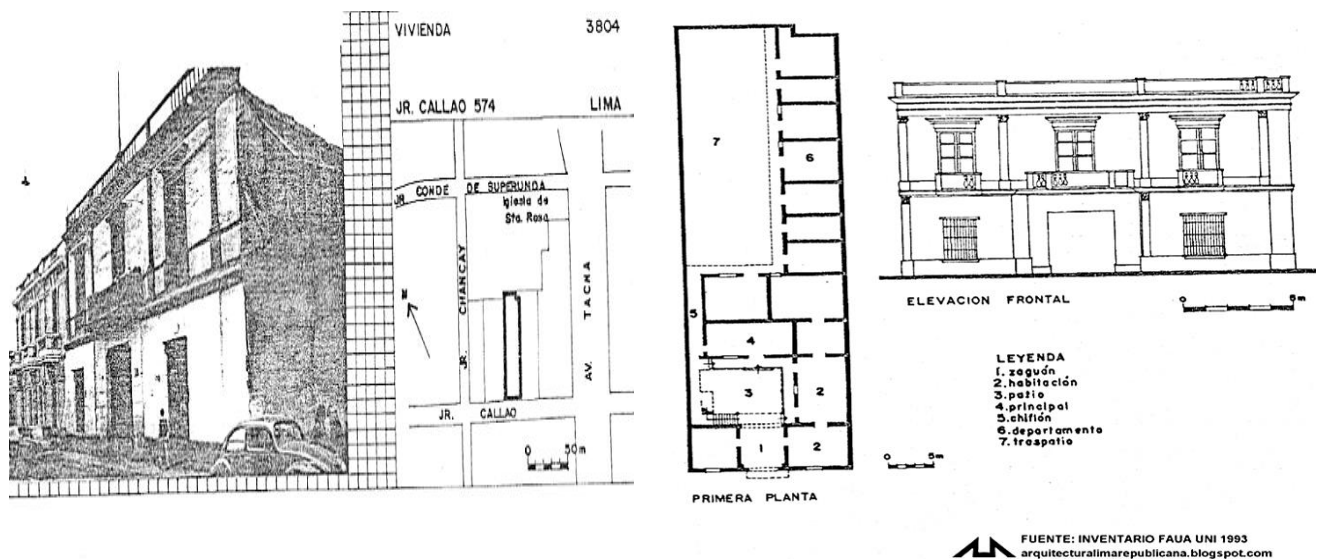 VIVIENDA 3804
JR. CALLAO 574 LIMA
JR. CONDE DE SUPERUNDA
Iglesia de
Sta. Rosa
JR. CHANCAY
AV. TACNA
N
JR. CALLAO
0 50m
7
6
5
4
3
2
1
2
PRIMERA PLANTA
0 5m
ELEVACION FRONTAL
0 5m
LEYENDA
1. zaguán
2. habitación
3. patio
4. principal
5. chiflón
6. departamento
7. traspatio
FUENTE: INVENTARIO FAUA UNI 1993
arquitecturalimarepublicana.blogspot.com